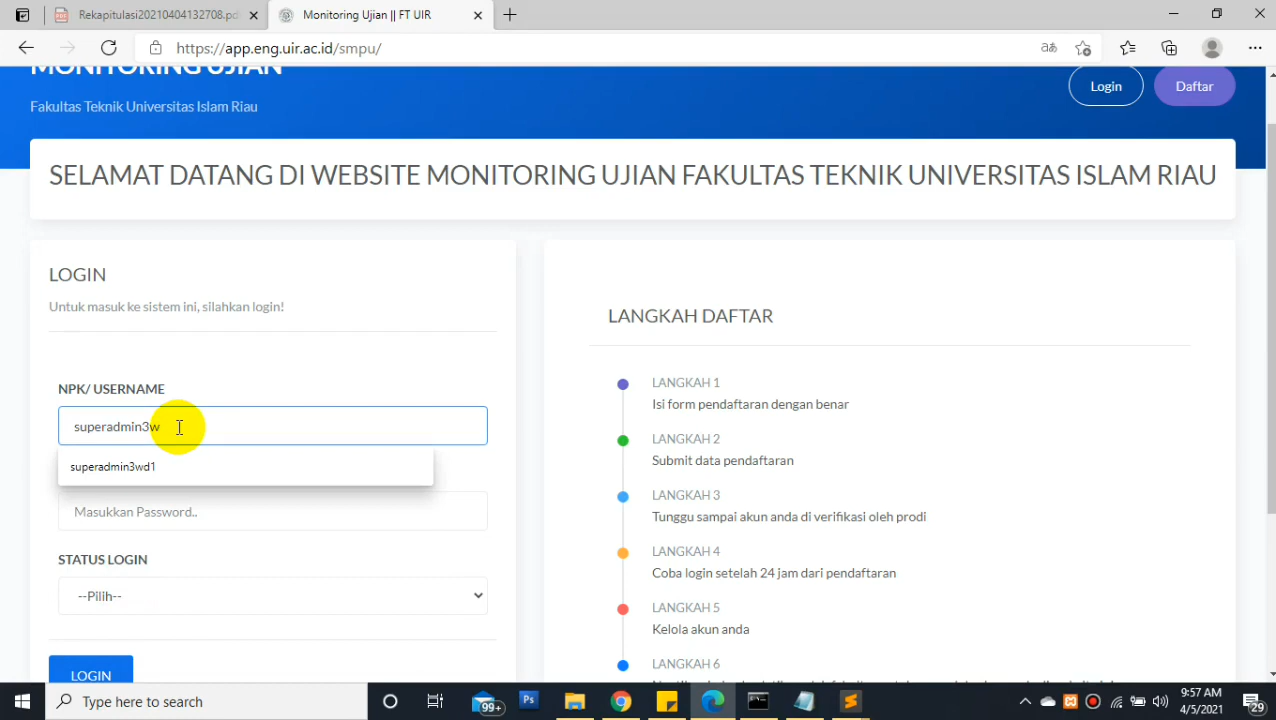 Rekapitulasi20210404132708.pd
Monitoring Ujian || FT UIR
https://app.eng.uir.ac.id/smpu/
MONITORING UJIAN
Fakultas Teknik Universitas Islam Riau
Login
Daftar
SELAMAT DATANG DI WEBSITE MONITORING UJIAN FAKULTAS TEKNIK UNIVERSITAS ISLAM RIAU
LOGIN
Untuk masuk ke sistem ini, silahkan login!
NPK/ USERNAME
superadmin3w
superadmin3wd1
Masukkan Password..
STATUS LOGIN
--Pilih--
LOGIN
LANGKAH DAFTAR
LANGKAH 1
Isi form pendaftaran dengan benar
LANGKAH 2
Submit data pendaftaran
LANGKAH 3
Tunggu sampai akun anda di verifikasi oleh prodi
LANGKAH 4
Coba login setelah 24 jam dari pendaftaran
LANGKAH 5
Kelola akun anda
LANGKAH 6
Type here to search
99+
Ps
9:57 AM
4/5/2021
29